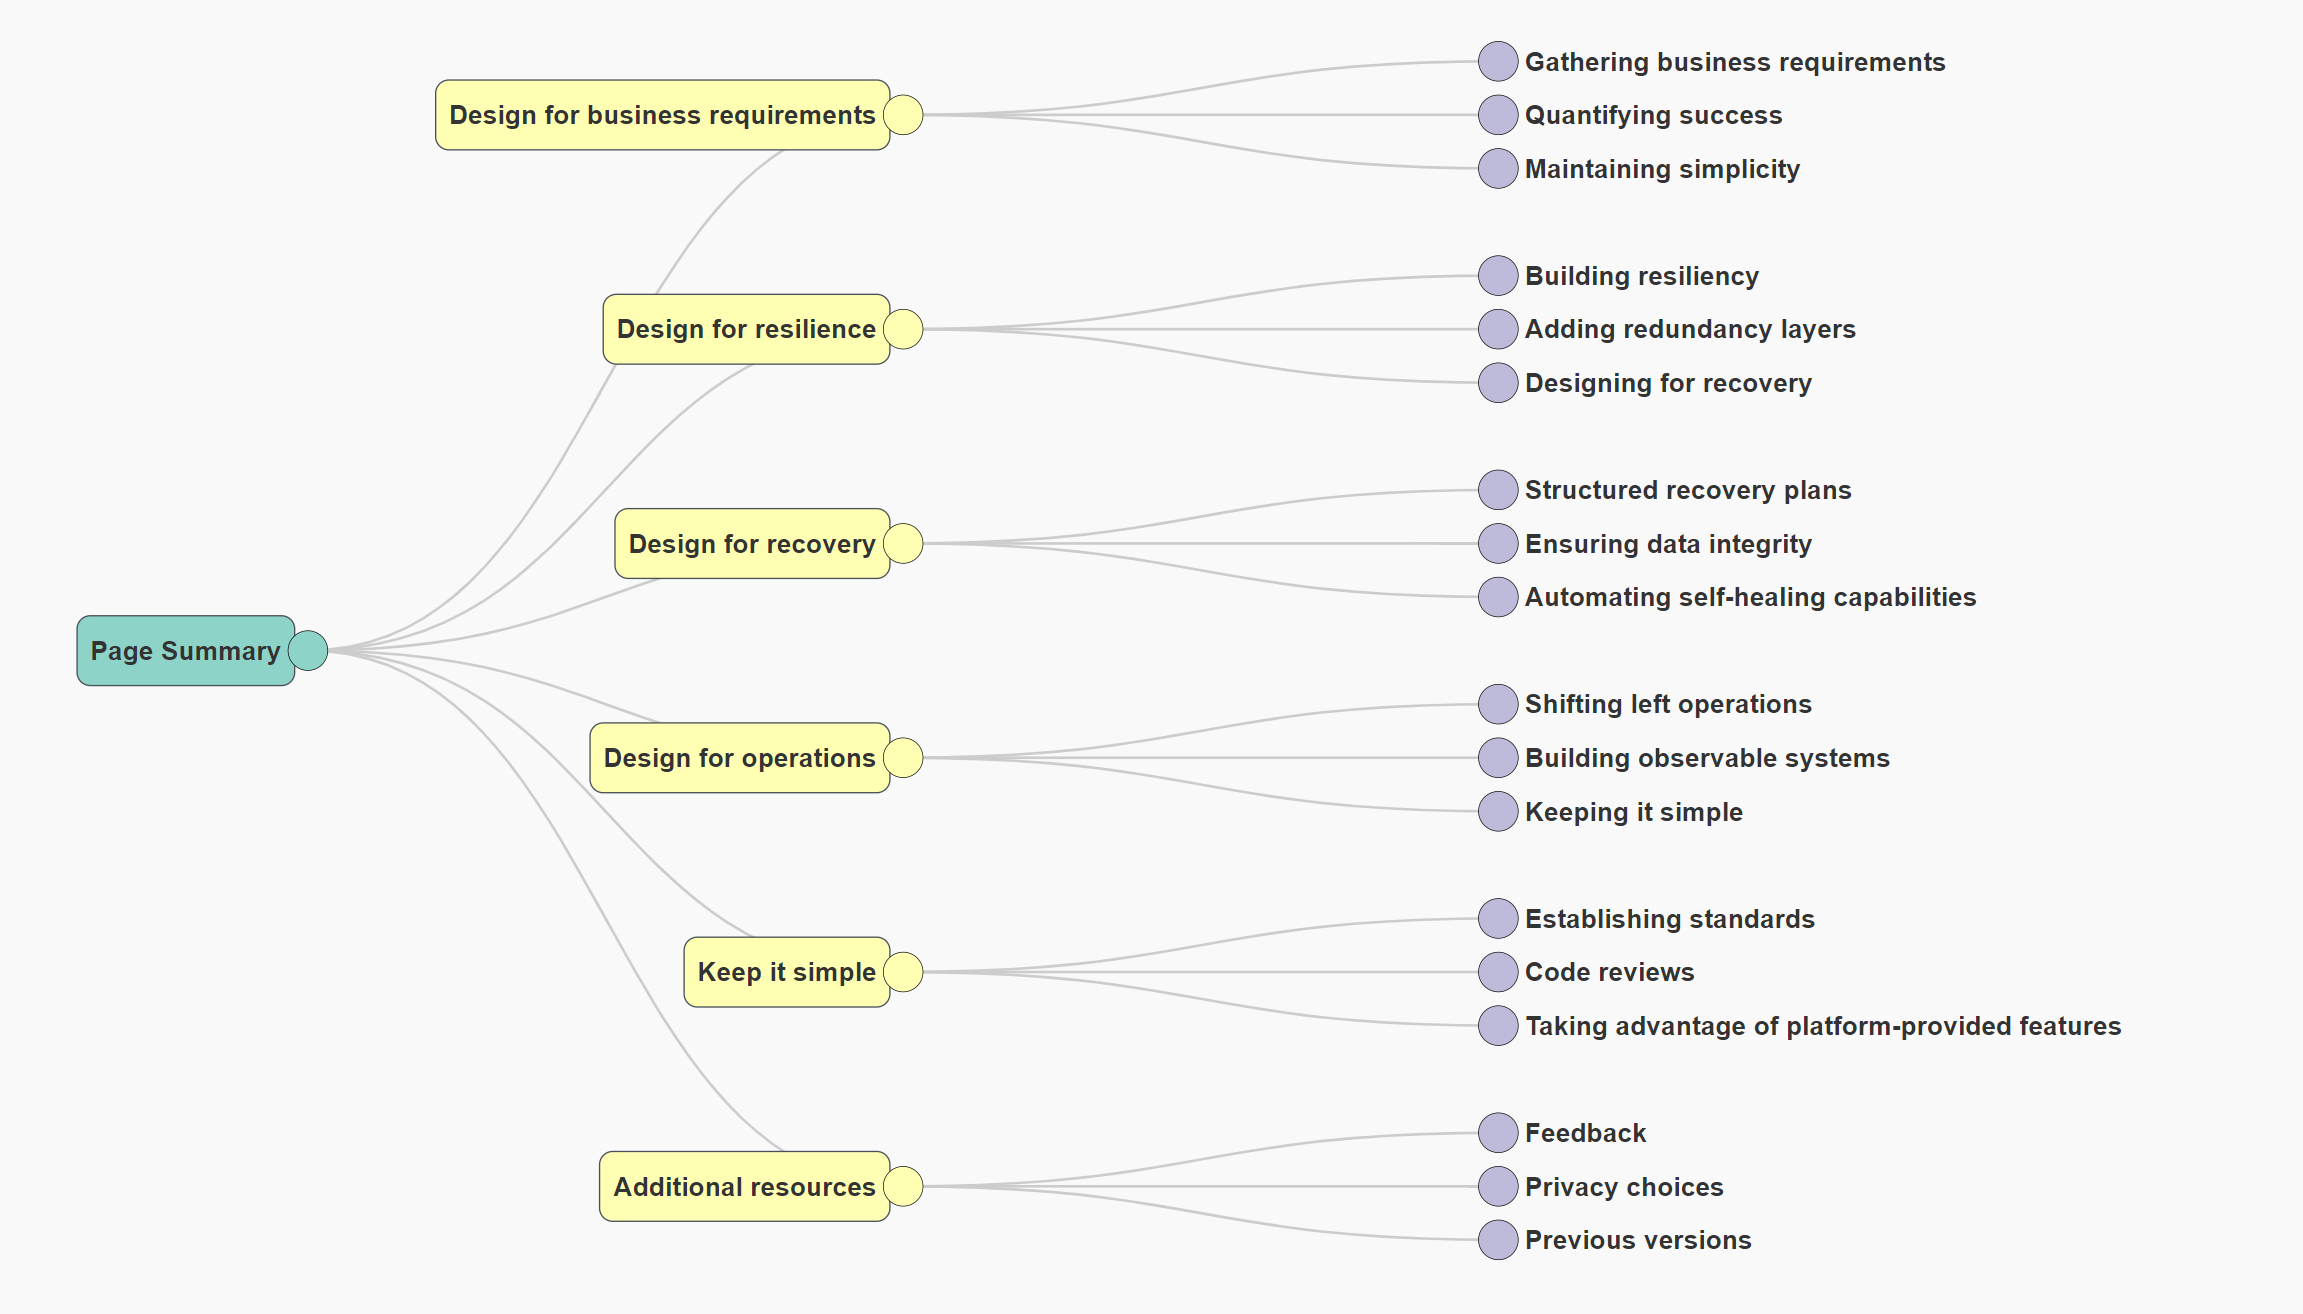 Page Summary
Design for business requirements
Gathering business requirements
Quantifying success
Maintaining simplicity
Design for resilience
Building resiliency
Adding redundancy layers
Designing for recovery
Design for recovery
Structured recovery plans
Ensuring data integrity
Automating self-healing capabilities
Design for operations
Shifting left operations
Building observable systems
Keeping it simple
Keep it simple
Establishing standards
Code reviews
Taking advantage of platform-provided features
Additional resources
Feedback
Privacy choices
Previous versions